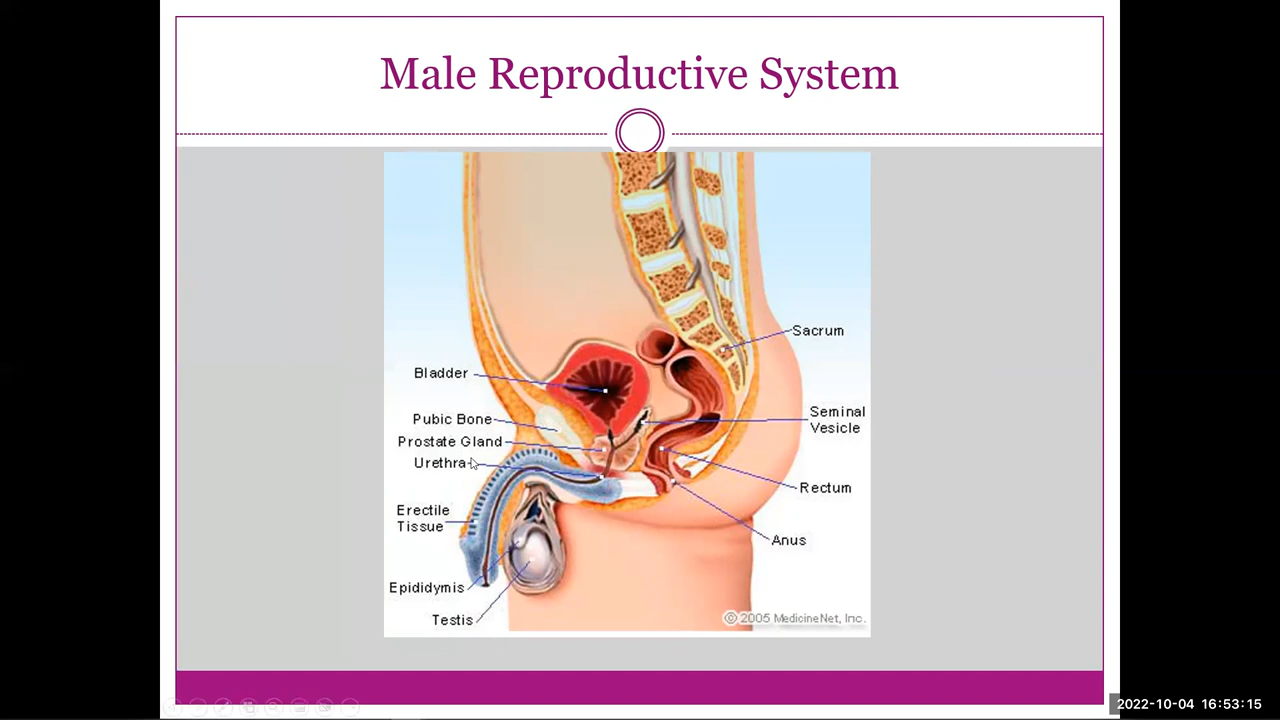 Male Reproductive System
Sacrum
Bladder
Seminal
Vesicle
Pubic Bone
Prostate Gland
Urethra
Rectum
Erectile
Tissue
Anus
Epididymis
Testis
© 2005 MedicineNet, Inc.
2022-10-04 16:53:15